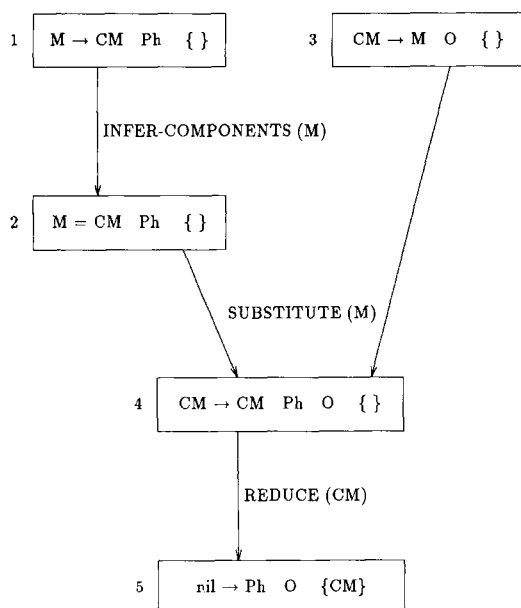 1 M → CM Ph { }
3 CM → M O { }
INFER-COMPONENTS (M)
2 M = CM Ph { }
SUBSTITUTE (M)
4 CM → CM Ph O { }
REDUCE (CM)
5 nil → Ph O {CM}